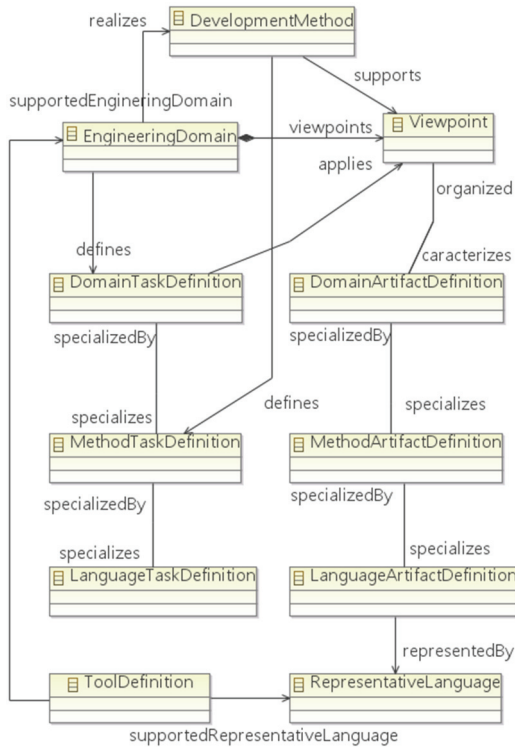 realizes
DevelopmentMethod
supports
supportedEngineringDomain
EngineeringDomain
viewpoints
Viewpoint
applies
organized
defines
caracterizes
DomainTaskDefinition
DomainArtifactDefinition
specializedBy
specializedBy
specializes
defines
specializes
MethodTaskDefinition
MethodArtifactDefinition
specializedBy
specializedBy
specializes
specializes
LanguageTaskDefinition
LanguageArtifactDefinition
representedBy
ToolDefinition
RepresentativeLanguage
supportedRepresentativeLanguage